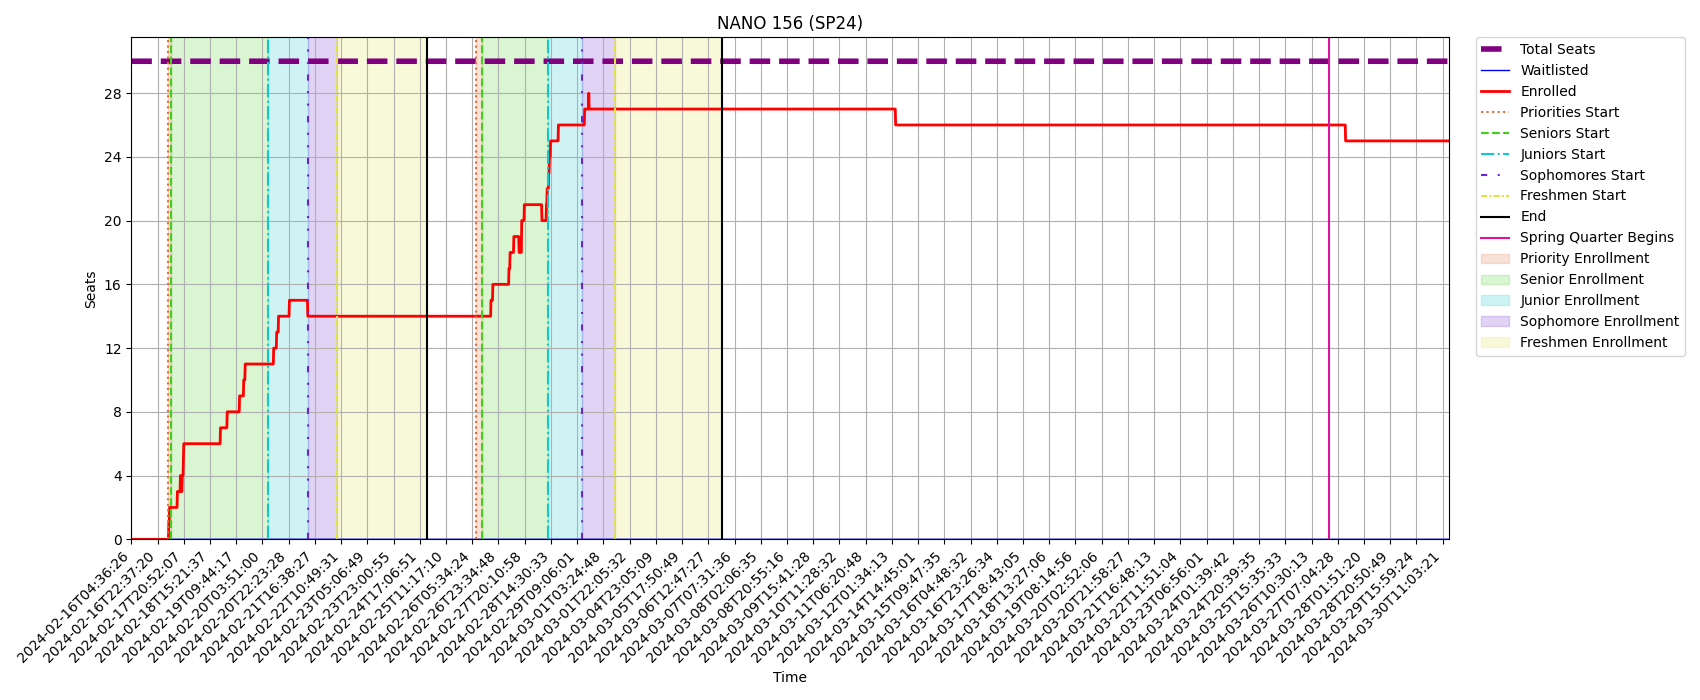 NANO 156 (SP24)
Seats
28
24
20
16
12
8
4
0
2024-02-16T04:36:26
2024-02-16T22:37:20
2024-02-17T20:52:07
2024-02-18T15:21:37
2024-02-19T09:44:17
2024-02-20T03:51:00
2024-02-20T22:23:28
2024-02-21T16:38:27
2024-02-22T10:49:31
2024-02-23T05:06:49
2024-02-23T23:00:55
2024-02-24T17:06:51
2024-02-25T11:17:10
2024-02-26T05:34:24
2024-02-26T23:34:48
2024-02-27T17:10:58
2024-02-28T14:30:33
2024-02-29T09:06:01
2024-03-01T03:24:48
2024-03-01T22:05:32
2024-03-04T23:05:09
2024-03-05T17:50:49
2024-03-06T12:47:27
2024-03-07T07:31:36
2024-03-08T02:06:35
2024-03-08T20:55:16
2024-03-09T15:41:28
2024-03-10T11:28:32
2024-03-11T06:20:48
2024-03-12T01:34:13
2024-03-14T14:45:01
2024-03-15T09:47:35
2024-03-16T04:48:32
2024-03-16T23:26:34
2024-03-17T18:43:05
2024-03-18T13:27:06
2024-03-19T08:14:56
2024-03-20T02:52:06
2024-03-20T21:58:27
2024-03-21T16:48:13
2024-03-22T11:51:04
2024-03-23T06:56:01
2024-03-24T01:39:42
2024-03-24T20:39:35
2024-03-25T15:35:33
2024-03-26T10:30:13
2024-03-27T07:04:28
2024-03-28T01:51:20
2024-03-28T20:50:49
2024-03-29T15:59:24
2024-03-30T11:03:21
Time
Total Seats
Waitlisted
Enrolled
Priorities Start
Seniors Start
Juniors Start
Sophomores Start
Freshmen Start
End
Spring Quarter Begins
Priority Enrollment
Senior Enrollment
Junior Enrollment
Sophomore Enrollment
Freshmen Enrollment